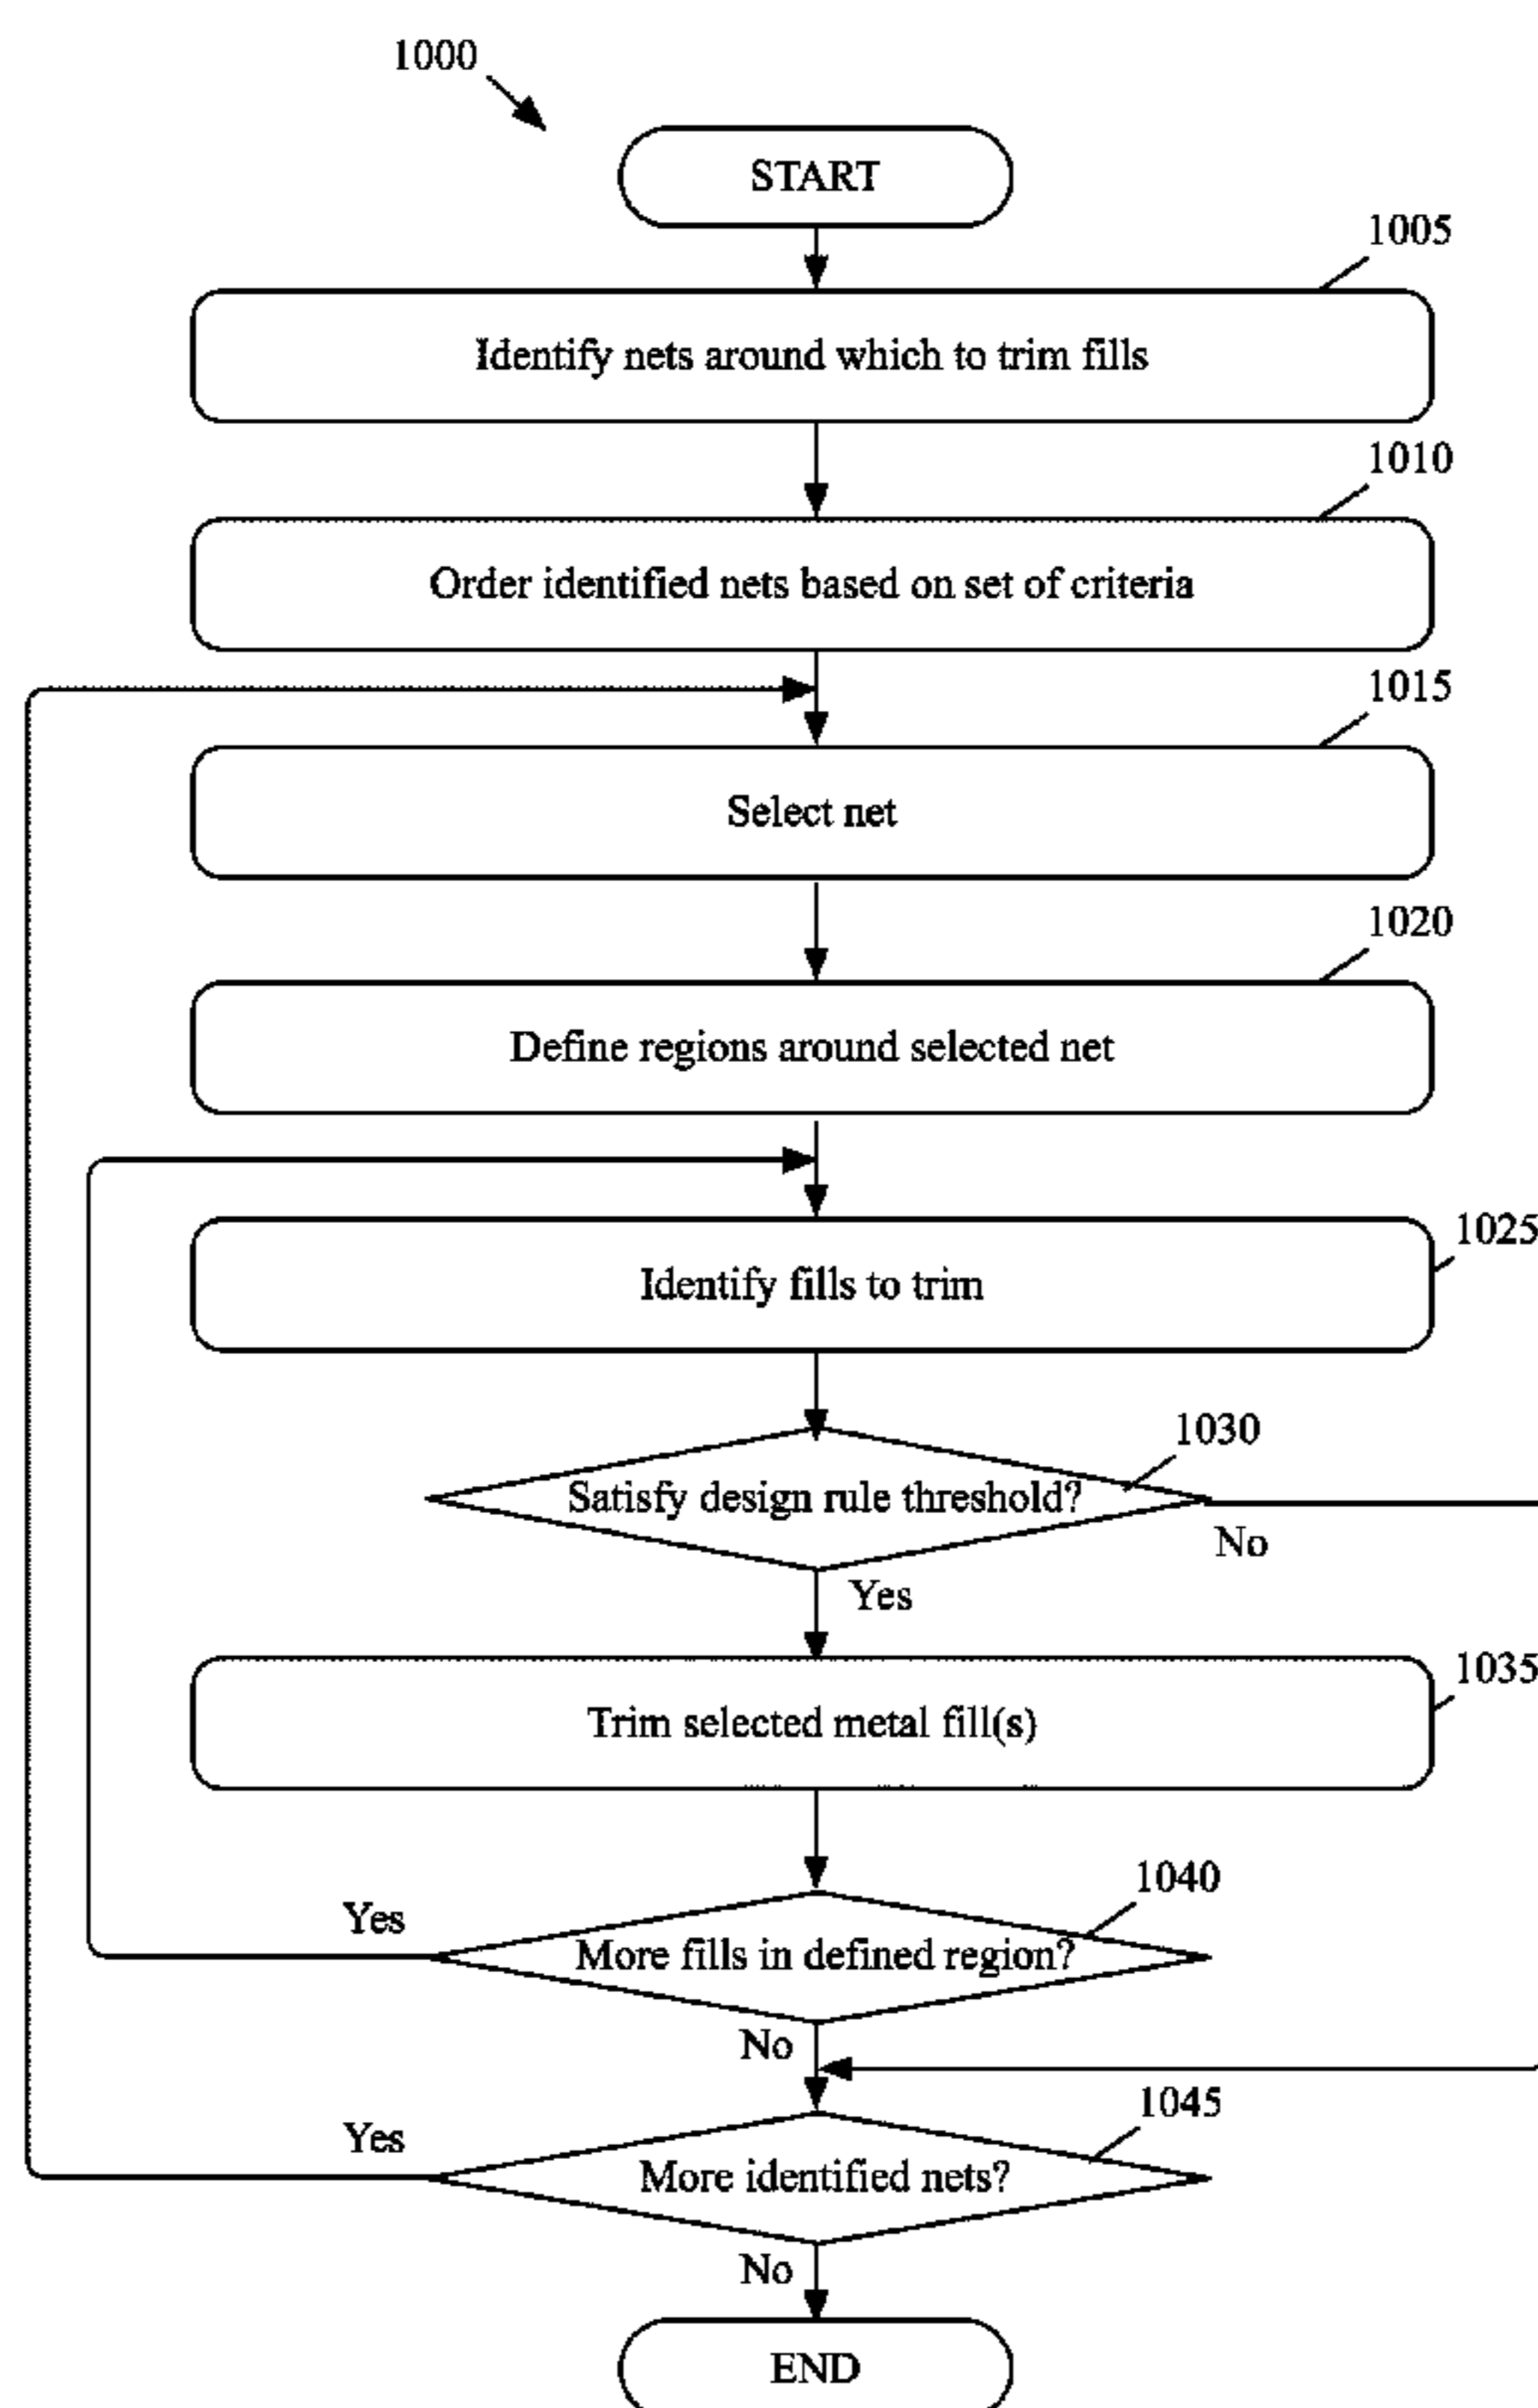 1000
START
1005
Identify nets around which to trim fills
1010
Order identified nets based on set of criteria
1015
Select net
1020
Define regions around selected net
1025
Identify fills to trim
1030
Satisfy design rule threshold?
No
Yes
1035
Trim selected metal fill(s)
1040
Yes
More fills in defined region?
No
1045
Yes
More identified nets?
No
END